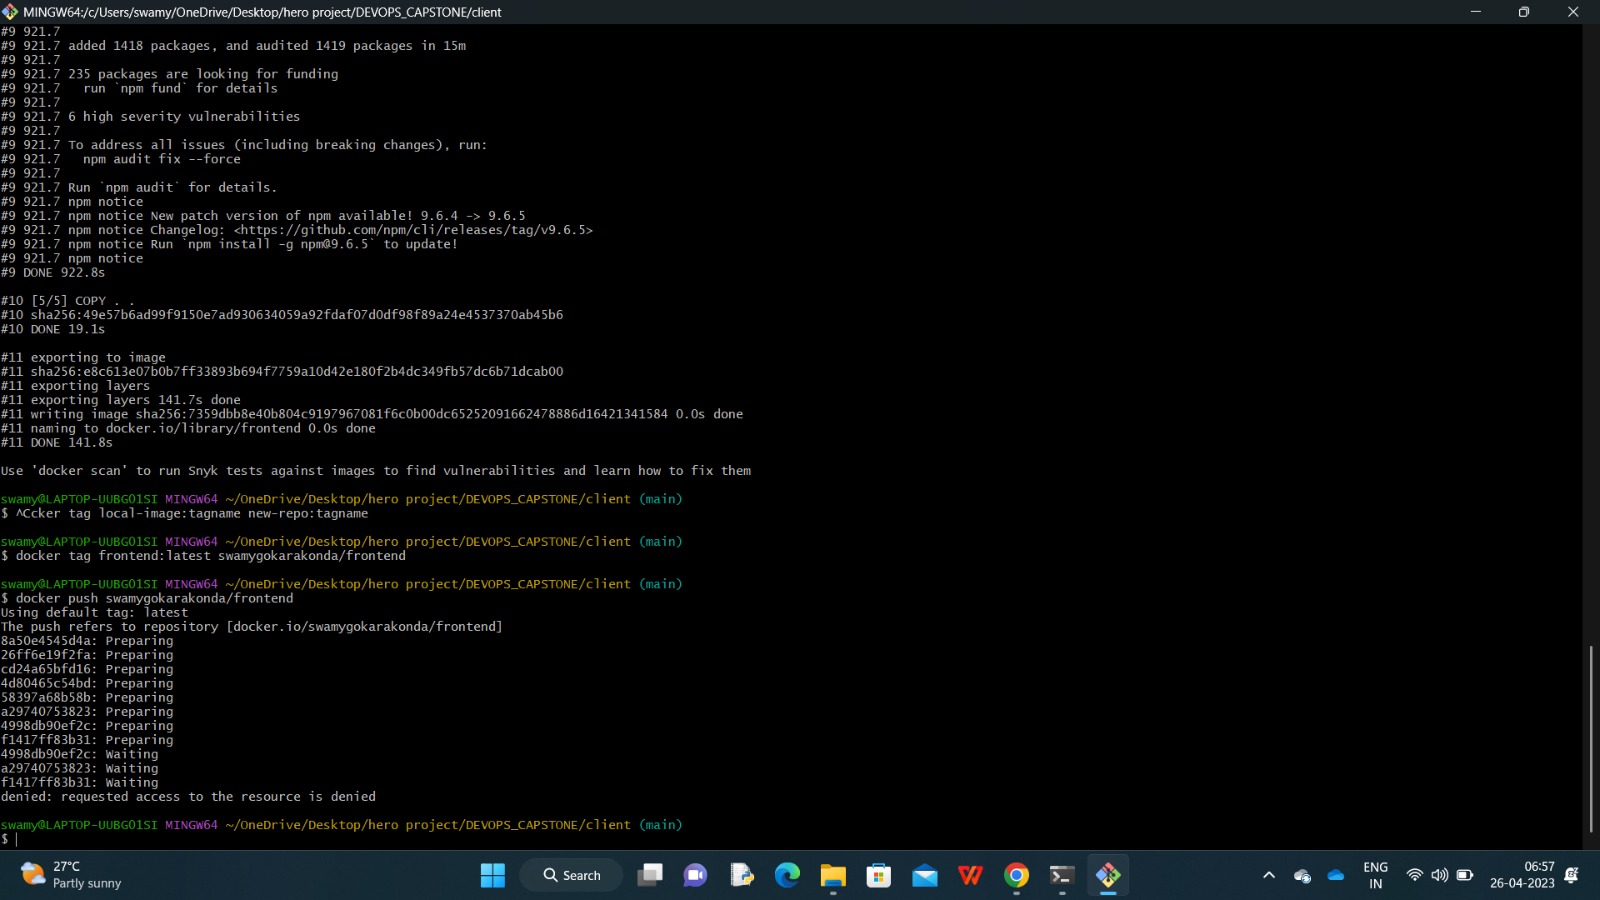 MINGW64:/c/Users/swamy/OneDrive/Desktop/hero project/DEVOPS_CAPSTONE/client
#9 921.7
#9 921.7 added 1418 packages, and audited 1419 packages in 15m
#9 921.7
#9 921.7 235 packages are looking for funding
#9 921.7   run `npm fund` for details
#9 921.7
#9 921.7 6 high severity vulnerabilities
#9 921.7
#9 921.7 To address all issues (including breaking changes), run:
#9 921.7   npm audit fix --force
#9 921.7
#9 921.7 Run `npm audit` for details.
#9 921.7 npm notice
#9 921.7 npm notice New patch version of npm available! 9.6.4 -> 9.6.5
#9 921.7 npm notice Changelog: <https://github.com/npm/cli/releases/tag/v9.6.5>
#9 921.7 npm notice Run `npm install -g npm@9.6.5` to update!
#9 921.7 npm notice
#9 DONE 922.8s
#10 [5/5] COPY . .
#10 sha256:49e57b6ad99f9150e7ad930634059a92fdaf07d0df98f89a24e4537370ab45b6
#10 DONE 19.1s
#11 exporting to image
#11 sha256:e8c613e07b0b7ff33893b694f7759a10d42e180f2b4dc349fb57dc6b71dcab00
#11 exporting layers
#11 exporting layers 141.7s done
#11 writing image sha256:7359dbb8e40b804c9197967081f6c0b00dc65252091662478886d16421341584 0.0s done
#11 naming to docker.io/library/frontend 0.0s done
#11 DONE 141.8s
Use 'docker scan' to run Snyk tests against images to find vulnerabilities and learn how to fix them
swamy@LAPTOP-UUBG01SI MINGW64 ~/OneDrive/Desktop/hero project/DEVOPS_CAPSTONE/client (main)
$ ^Ccker tag local-image:tagname new-repo:tagname
swamy@LAPTOP-UUBG01SI MINGW64 ~/OneDrive/Desktop/hero project/DEVOPS_CAPSTONE/client (main)
$ docker tag frontend:latest swamygokarakonda/frontend
swamy@LAPTOP-UUBG01SI MINGW64 ~/OneDrive/Desktop/hero project/DEVOPS_CAPSTONE/client (main)
$ docker push swamygokarakonda/frontend
Using default tag: latest
The push refers to repository [docker.io/swamygokarakonda/frontend]
8a50e4545d4a: Preparing
26ff6e19f2fa: Preparing
cd24a65bfd16: Preparing
4d80465c54bd: Preparing
58397a68b58b: Preparing
a29740753823: Preparing
4998db90ef2c: Preparing
f1417ff83b31: Preparing
4998db90ef2c: Waiting
a29740753823: Waiting
f1417ff83b31: Waiting
denied: requested access to the resource is denied
swamy@LAPTOP-UUBG01SI MINGW64 ~/OneDrive/Desktop/hero project/DEVOPS_CAPSTONE/client (main)
$
27°C
Partly sunny
Search
ENG
IN
06:57
26-04-2023